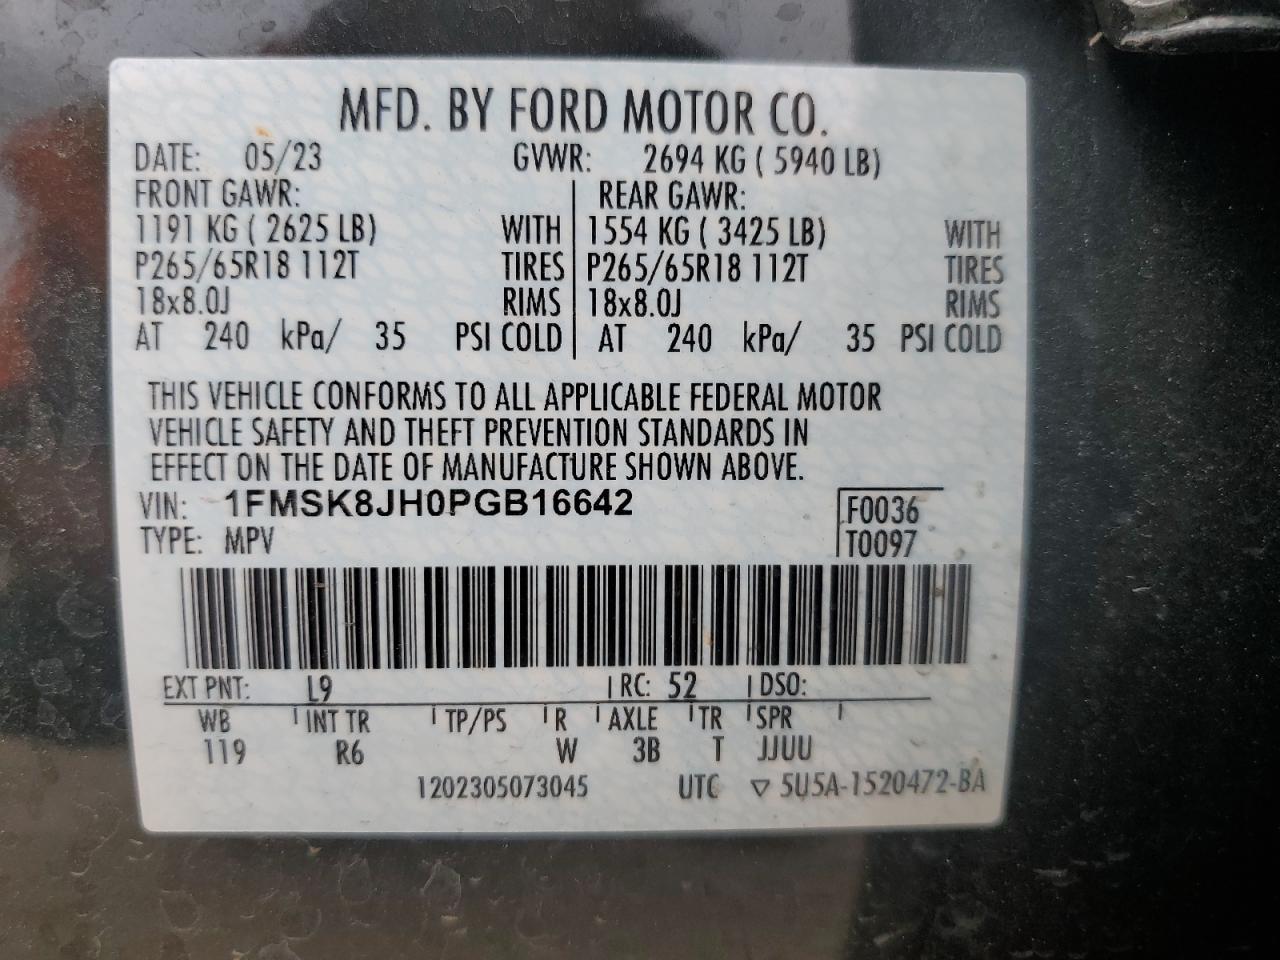 MFD. BY FORD MOTOR CO.
DATE: 05/23 GVWR: 2694 KG ( 5940 LB)
FRONT GAWR: REAR GAWR:
1191 KG ( 2625 LB) WITH 1554 KG ( 3425 LB) WITH
P265/65R18 112T TIRES P265/65R18 112T TIRES
18x8.0J RIMS 18x8.0J RIMS
AT 240 kPa/ 35 PSI COLD AT 240 kPa/ 35 PSI COLD
THIS VEHICLE CONFORMS TO ALL APPLICABLE FEDERAL MOTOR
VEHICLE SAFETY AND THEFT PREVENTION STANDARDS IN
EFFECT ON THE DATE OF MANUFACTURE SHOWN ABOVE.
VIN: 1FMSK8JH0PGB16642 F0036
TYPE: MPV T0097
EXT PNT: L9 RC: 52 DSO:
WB INT TR TP/PS R AXLE TR SPR
119 R6 W 3B T JJUU
1202305073045 UTC ▽ 5U5A-1520472-BA